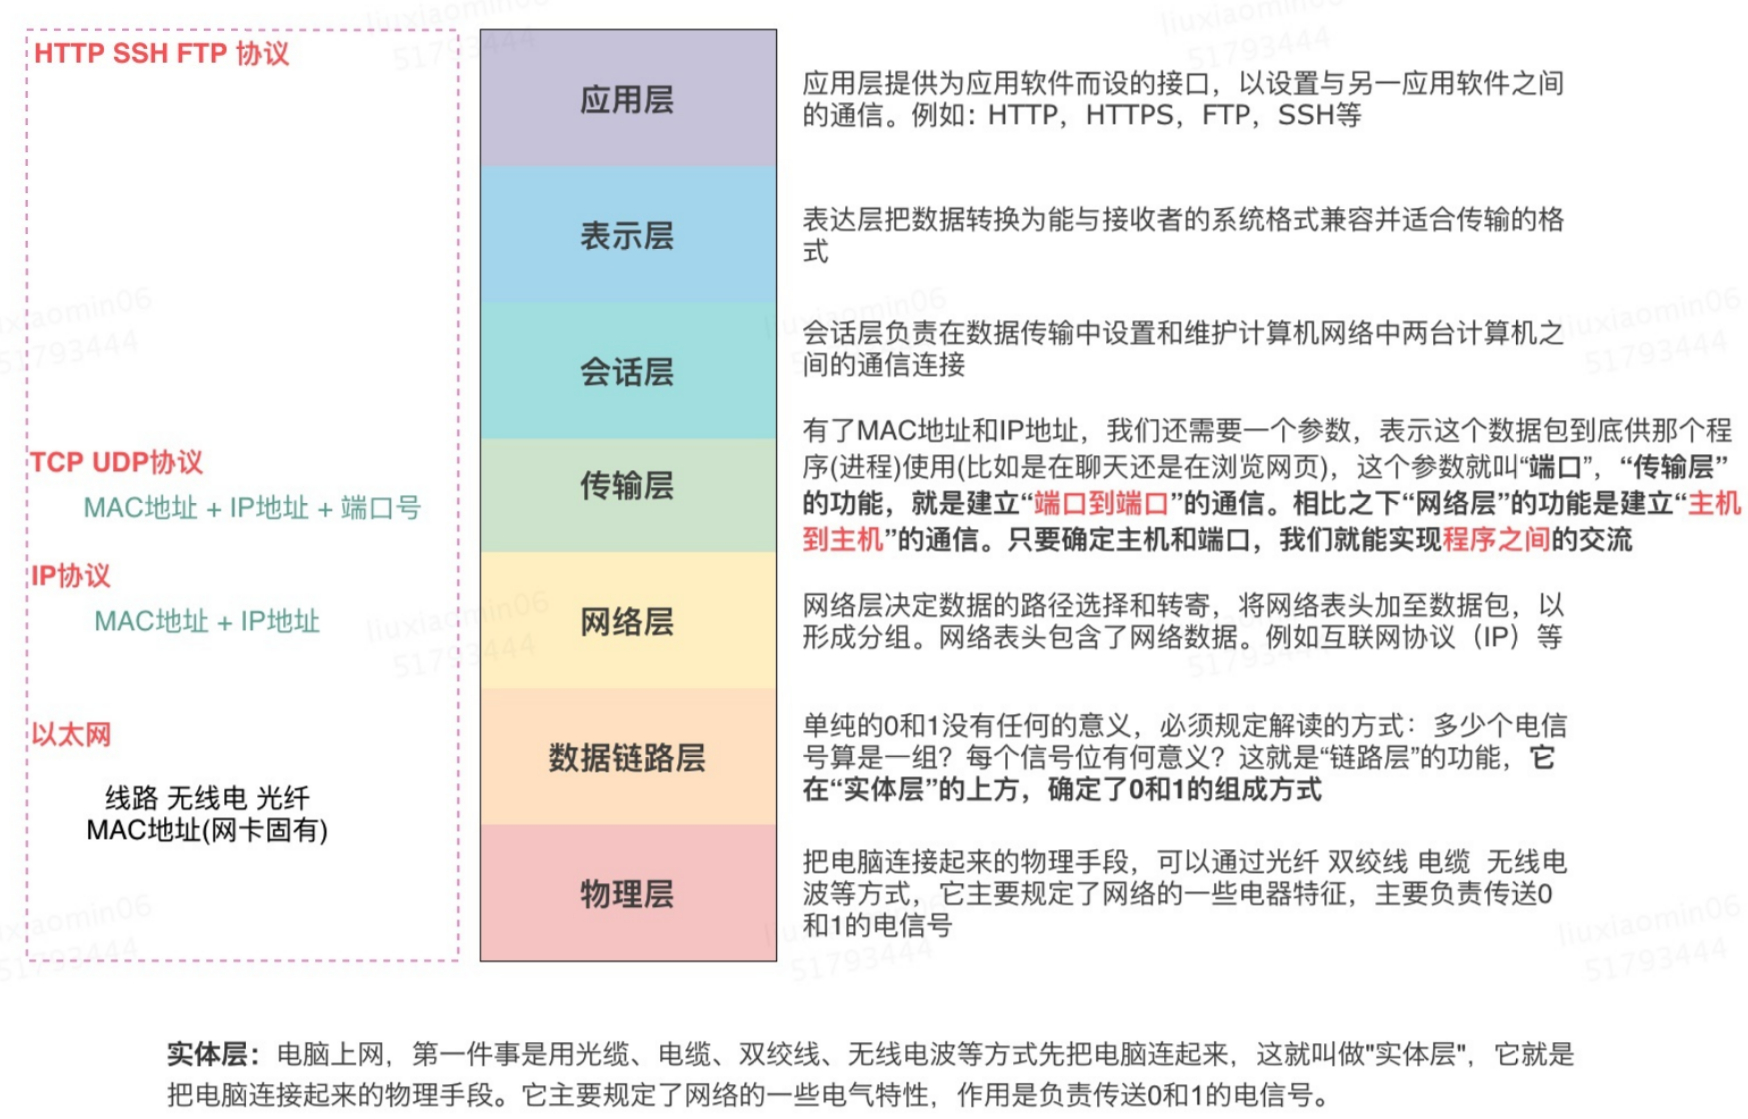 HTTP SSH FTP 协议
应用层
应用层提供为应用软件而设的接口，以设置与另一应用软件之间
的通信。例如：HTTP，HTTPS，FTP，SSH等
表示层
表达层把数据转换为能与接收者的系统格式兼容并适合传输的格
式
会话层
会话层负责在数据传输中设置和维护计算机网络中两台计算机之
间的通信连接
TCP UDP协议
MAC地址 + IP地址 + 端口号
传输层
有了MAC地址和IP地址，我们还需要一个参数，表示这个数据包到底供那个程
序(进程)使用(比如是在聊天还是在浏览网页)，这个参数就叫“端口”，“传输层”
的功能，就是建立“端口到端口”的通信。相比之下“网络层”的功能是建立“主机
到主机”的通信。只要确定主机和端口，我们就能实现程序之间的交流
IP协议
MAC地址 + IP地址
网络层
网络层决定数据的路径选择和转寄，将网络表头加至数据包，以
形成分组。网络表头包含了网络数据。例如互联网协议（IP）等
以太网
线路 无线电 光纤
MAC地址(网卡固有)
数据链路层
单纯的0和1没有任何的意义，必须规定解读的方式：多少个电信
号算是一组？每个信号位有何意义？这就是“链路层”的功能，它
在“实体层”的上方，确定了0和1的组成方式
物理层
把电脑连接起来的物理手段，可以通过光纤 双绞线 电缆 无线电
波等方式，它主要规定了网络的一些电器特征，主要负责传送0
和1的电信号
实体层：电脑上网，第一件事是用光缆、电缆、双绞线、无线电波等方式先把电脑连起来，这就叫做"实体层"，它就是
把电脑连接起来的物理手段。它主要规定了网络的一些电气特性，作用是负责传送0和1的电信号。
liuxiaomin06
51793444